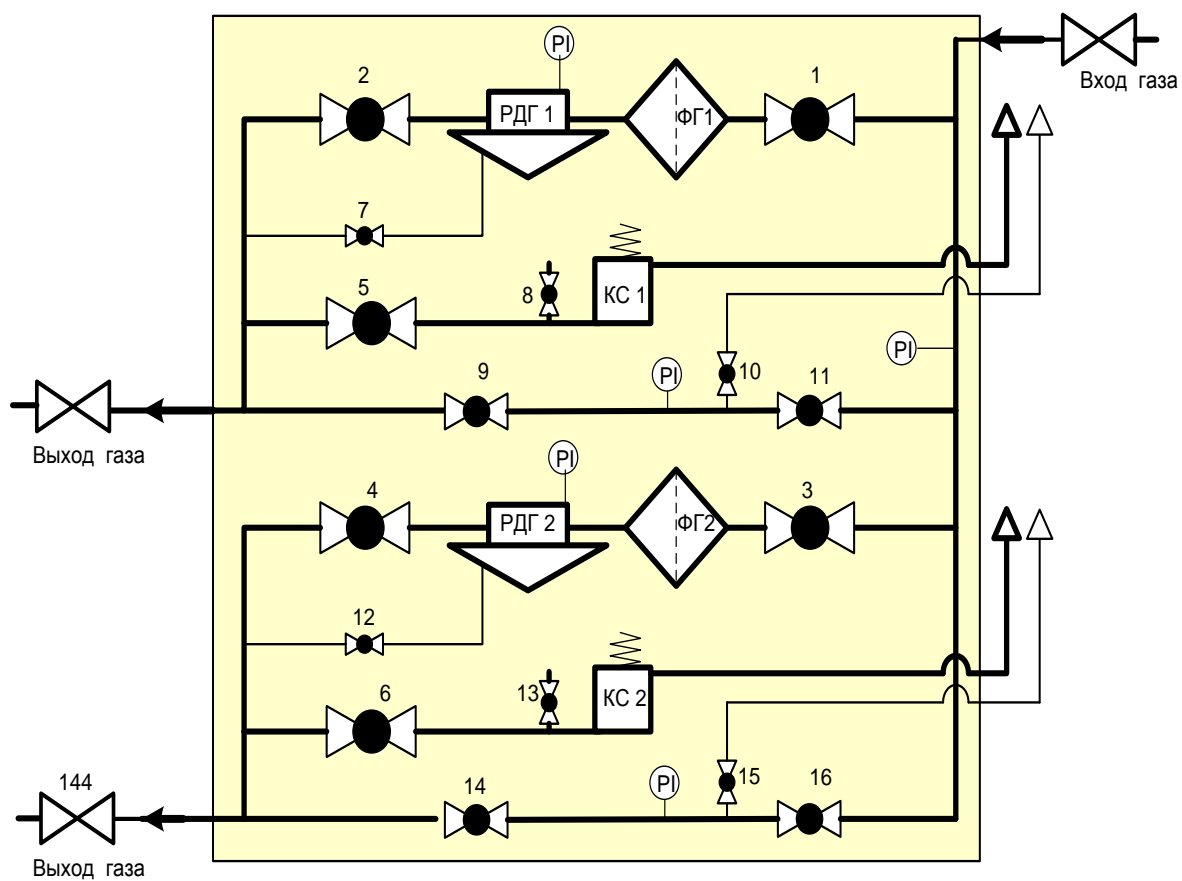 PI
2
1
Вход газа
РДГ 1
ФГ1
7
5
8
КС 1
PI
9
PI
10
11
Выход газа
PI
4
3
РДГ 2
ФГ2
12
6
13
КС 2
144
14
PI
15
16
Выход газа